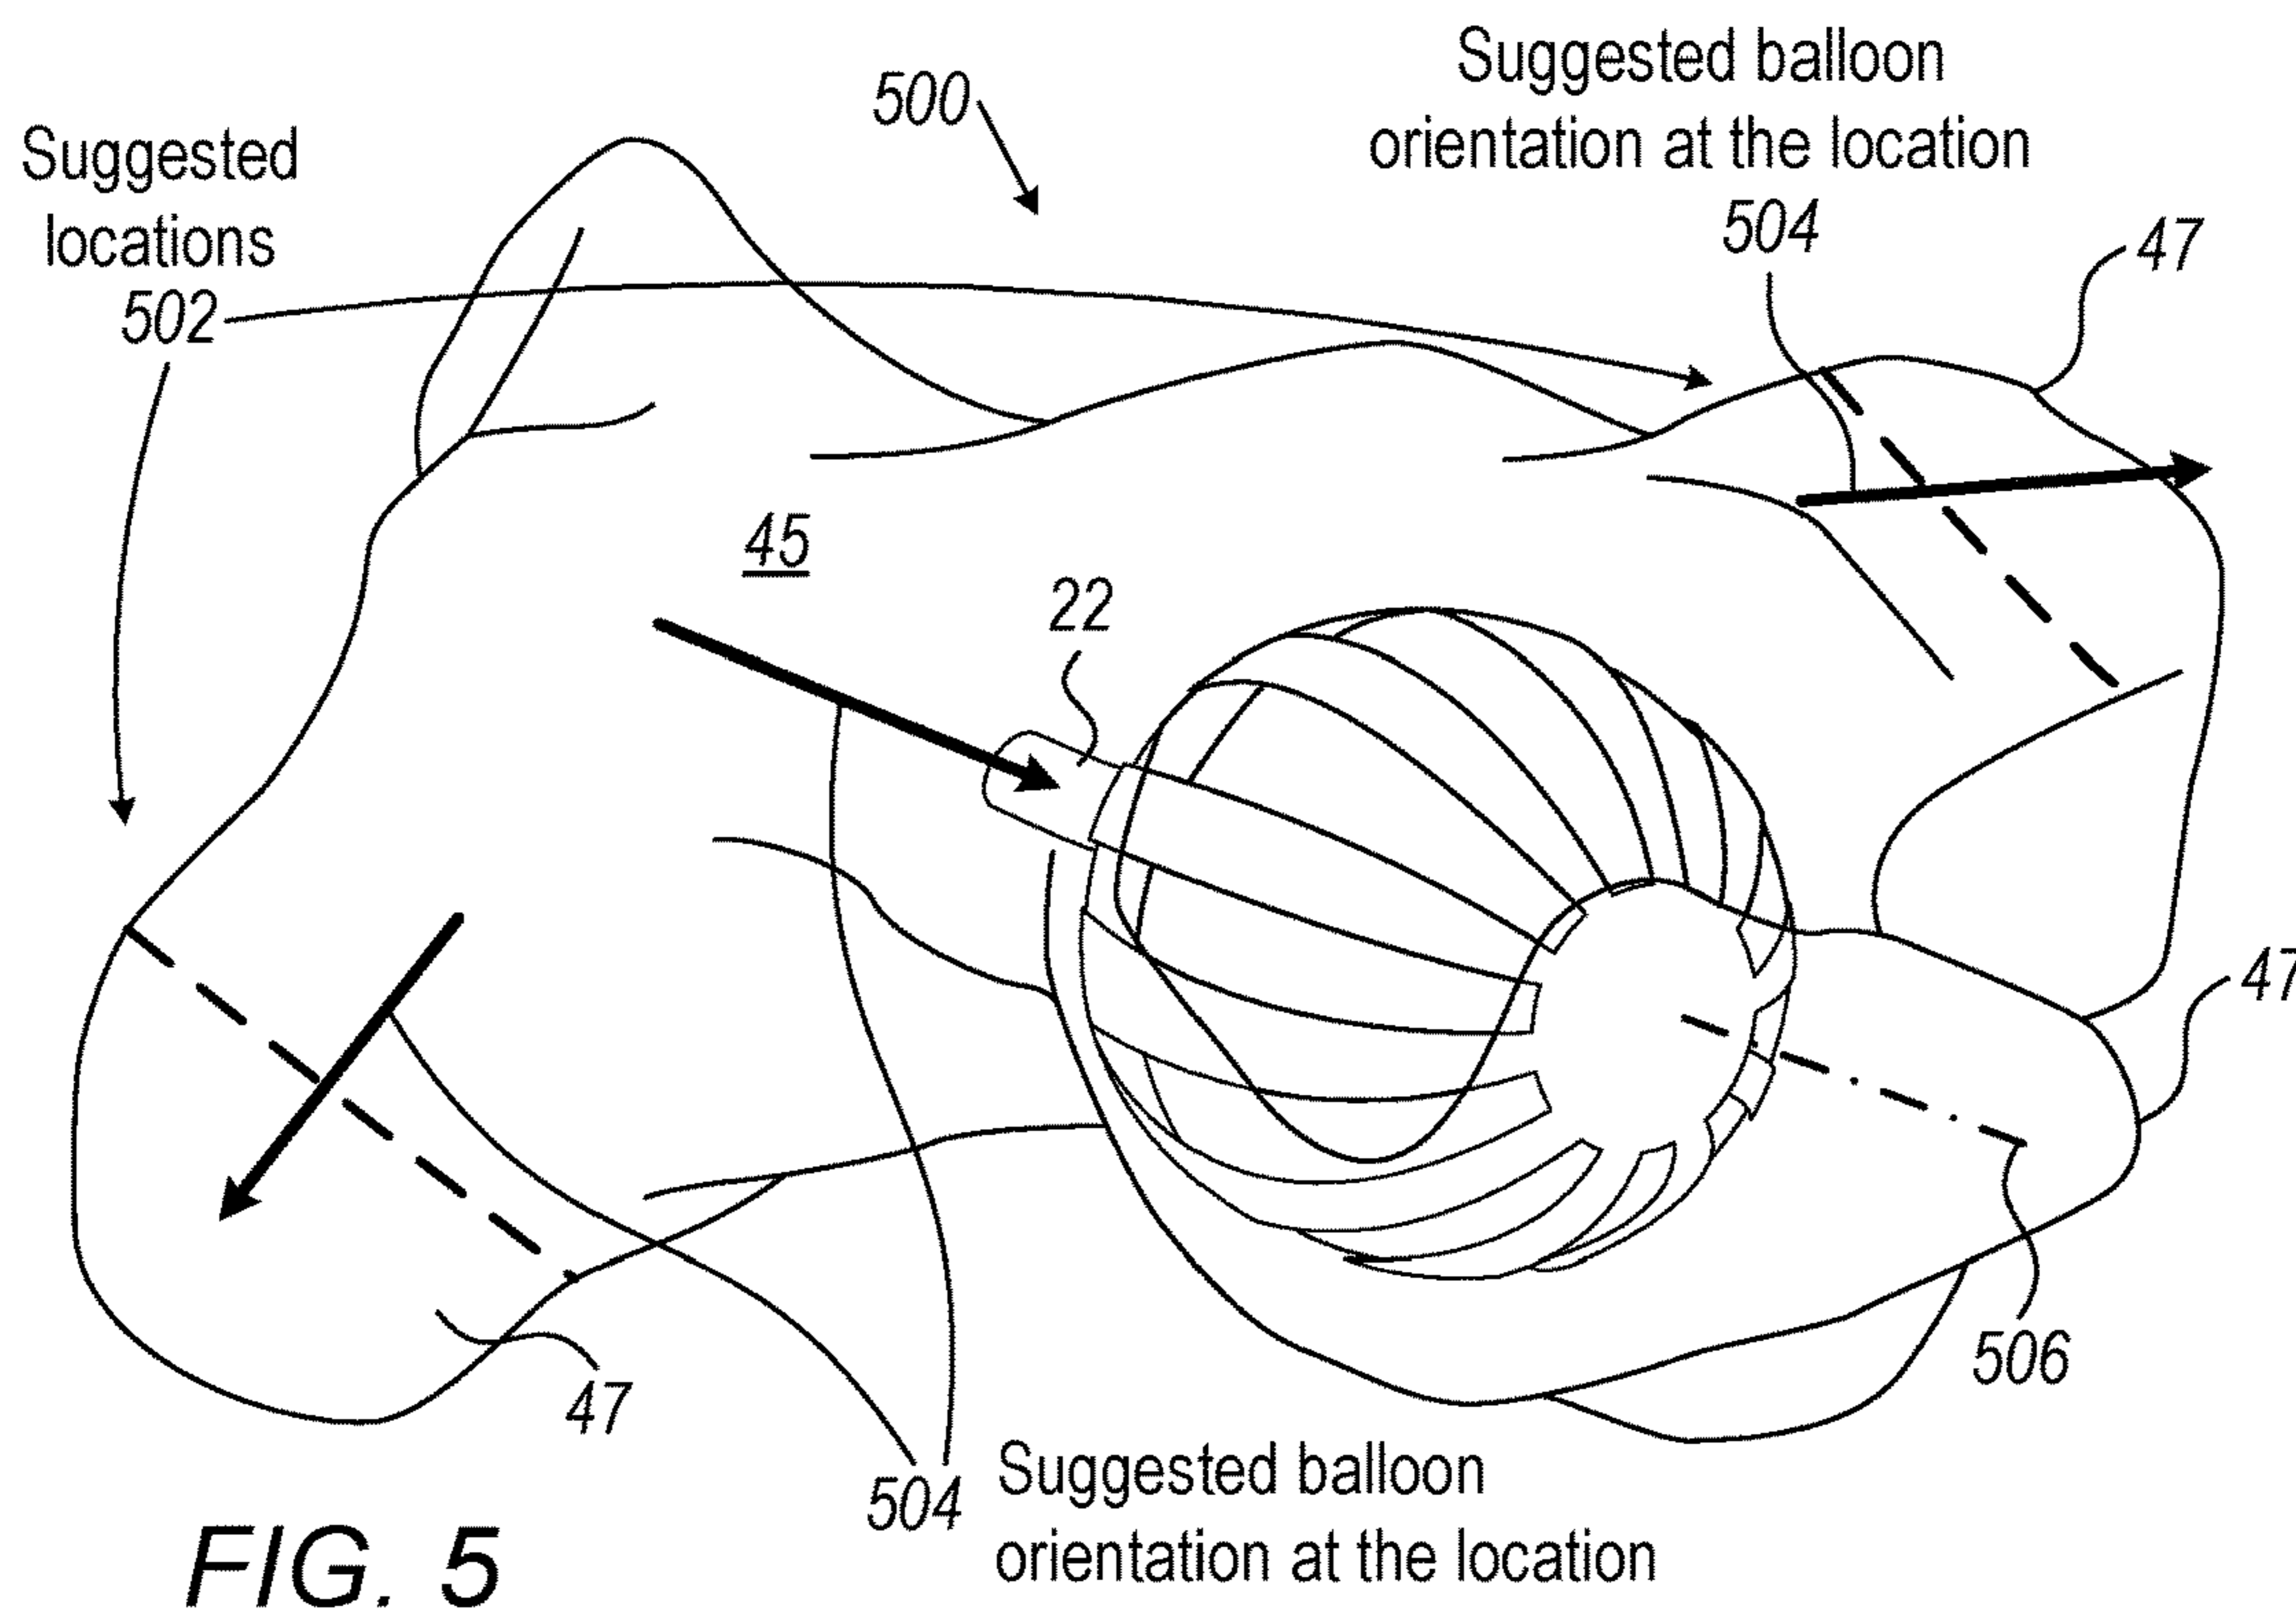 Suggested balloon
orientation at the location
504
500
Suggested
locations
502
47
45
22
47
506
47
504
Suggested balloon
orientation at the location
FIG. 5